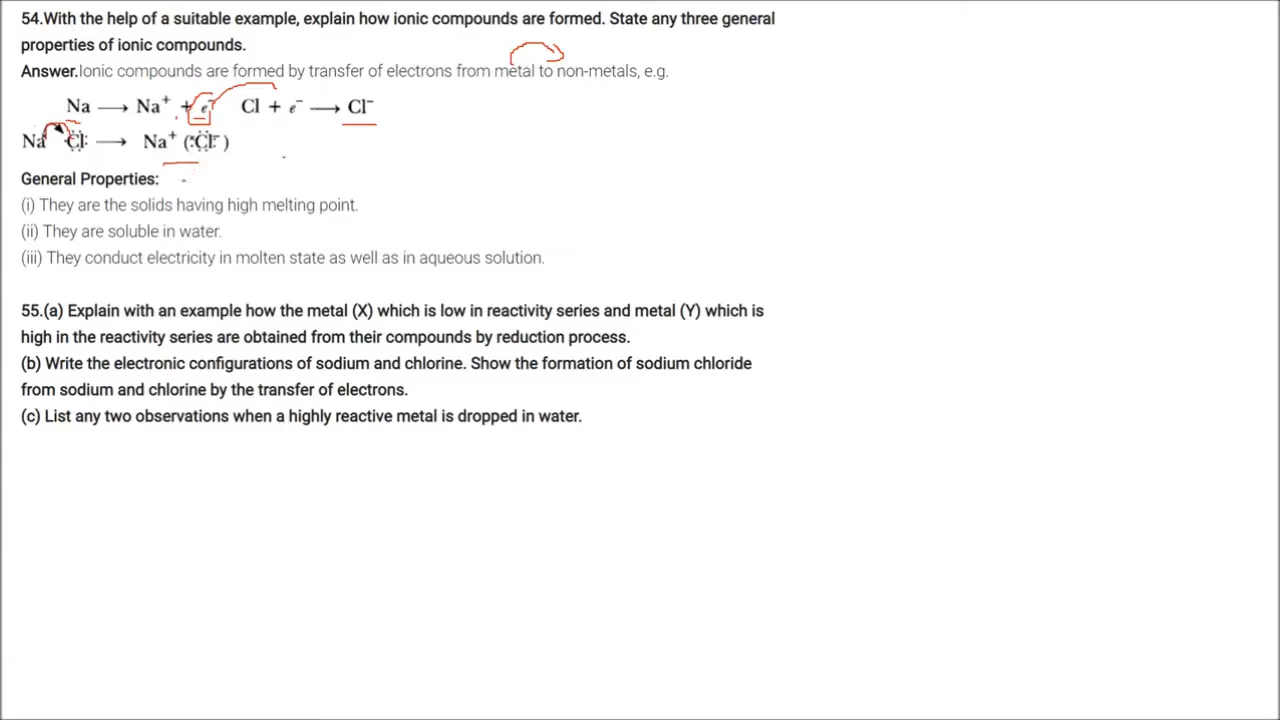 54.With the help of a suitable example, explain how ionic compounds are formed. State any three general
properties of ionic compounds.
Answer.Ionic compounds are formed by transfer of electrons from metal to non-metals, e.g.
Na ⟶ Na⁺ + e⁻ Cl + e⁻ ⟶ Cl⁻
Na Cl ⟶ Na⁺ (Cl⁻)
General Properties:
(i) They are the solids having high melting point.
(ii) They are soluble in water.
(iii) They conduct electricity in molten state as well as in aqueous solution.
55.(a) Explain with an example how the metal (X) which is low in reactivity series and metal (Y) which is
high in the reactivity series are obtained from their compounds by reduction process.
(b) Write the electronic configurations of sodium and chlorine. Show the formation of sodium chloride
from sodium and chlorine by the transfer of electrons.
(c) List any two observations when a highly reactive metal is dropped in water.